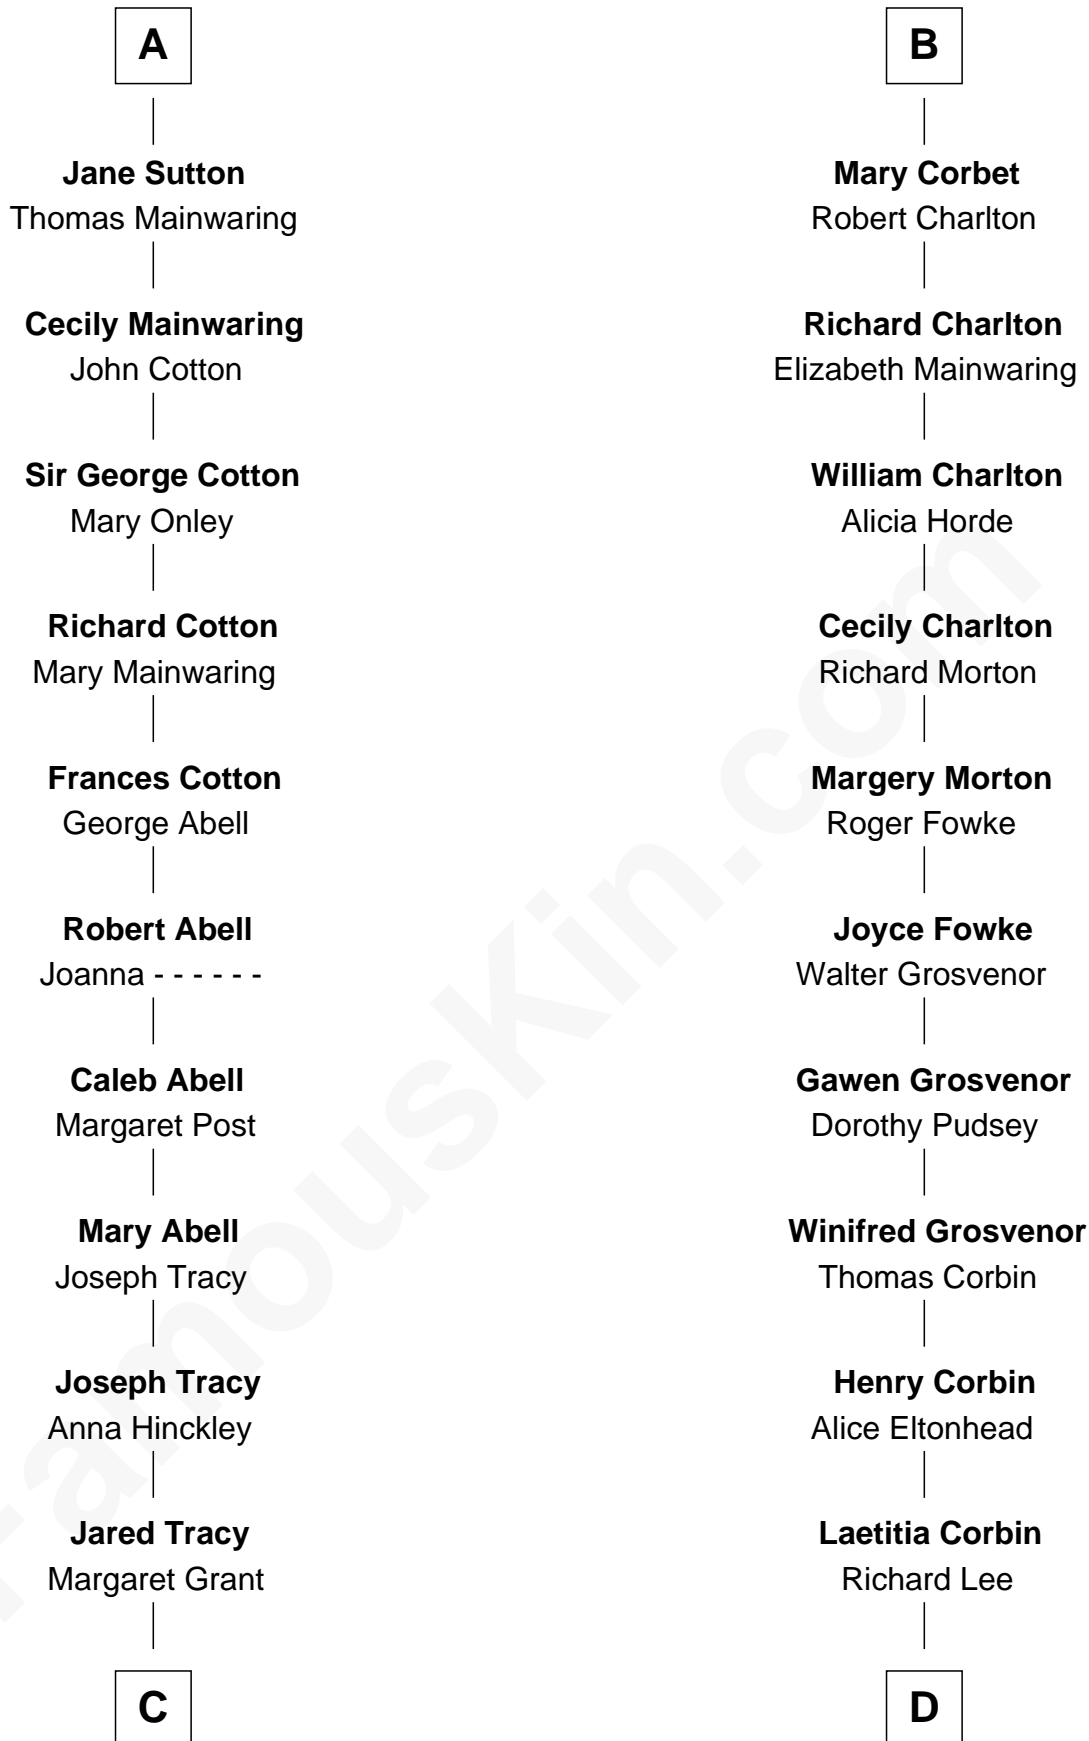 A
Jane Sutton
Thomas Mainwaring
Cecily Mainwaring
John Cotton
Sir George Cotton
Mary Onley
Richard Cotton
Mary Mainwaring
Frances Cotton
George Abell
Robert Abell
Joanna - - - - - -
Caleb Abell
Margaret Post
Mary Abell
Joseph Tracy
Joseph Tracy
Anna Hinckley
Jared Tracy
Margaret Grant
C
B
Mary Corbet
Robert Charlton
Richard Charlton
Elizabeth Mainwaring
William Charlton
Alicia Horde
Cecily Charlton
Richard Morton
Margery Morton
Roger Fowke
Joyce Fowke
Walter Grosvenor
Gawen Grosvenor
Dorothy Pudsey
Winifred Grosvenor
Thomas Corbin
Henry Corbin
Alice Eltonhead
Laetitia Corbin
Richard Lee
D
FamousKin.com